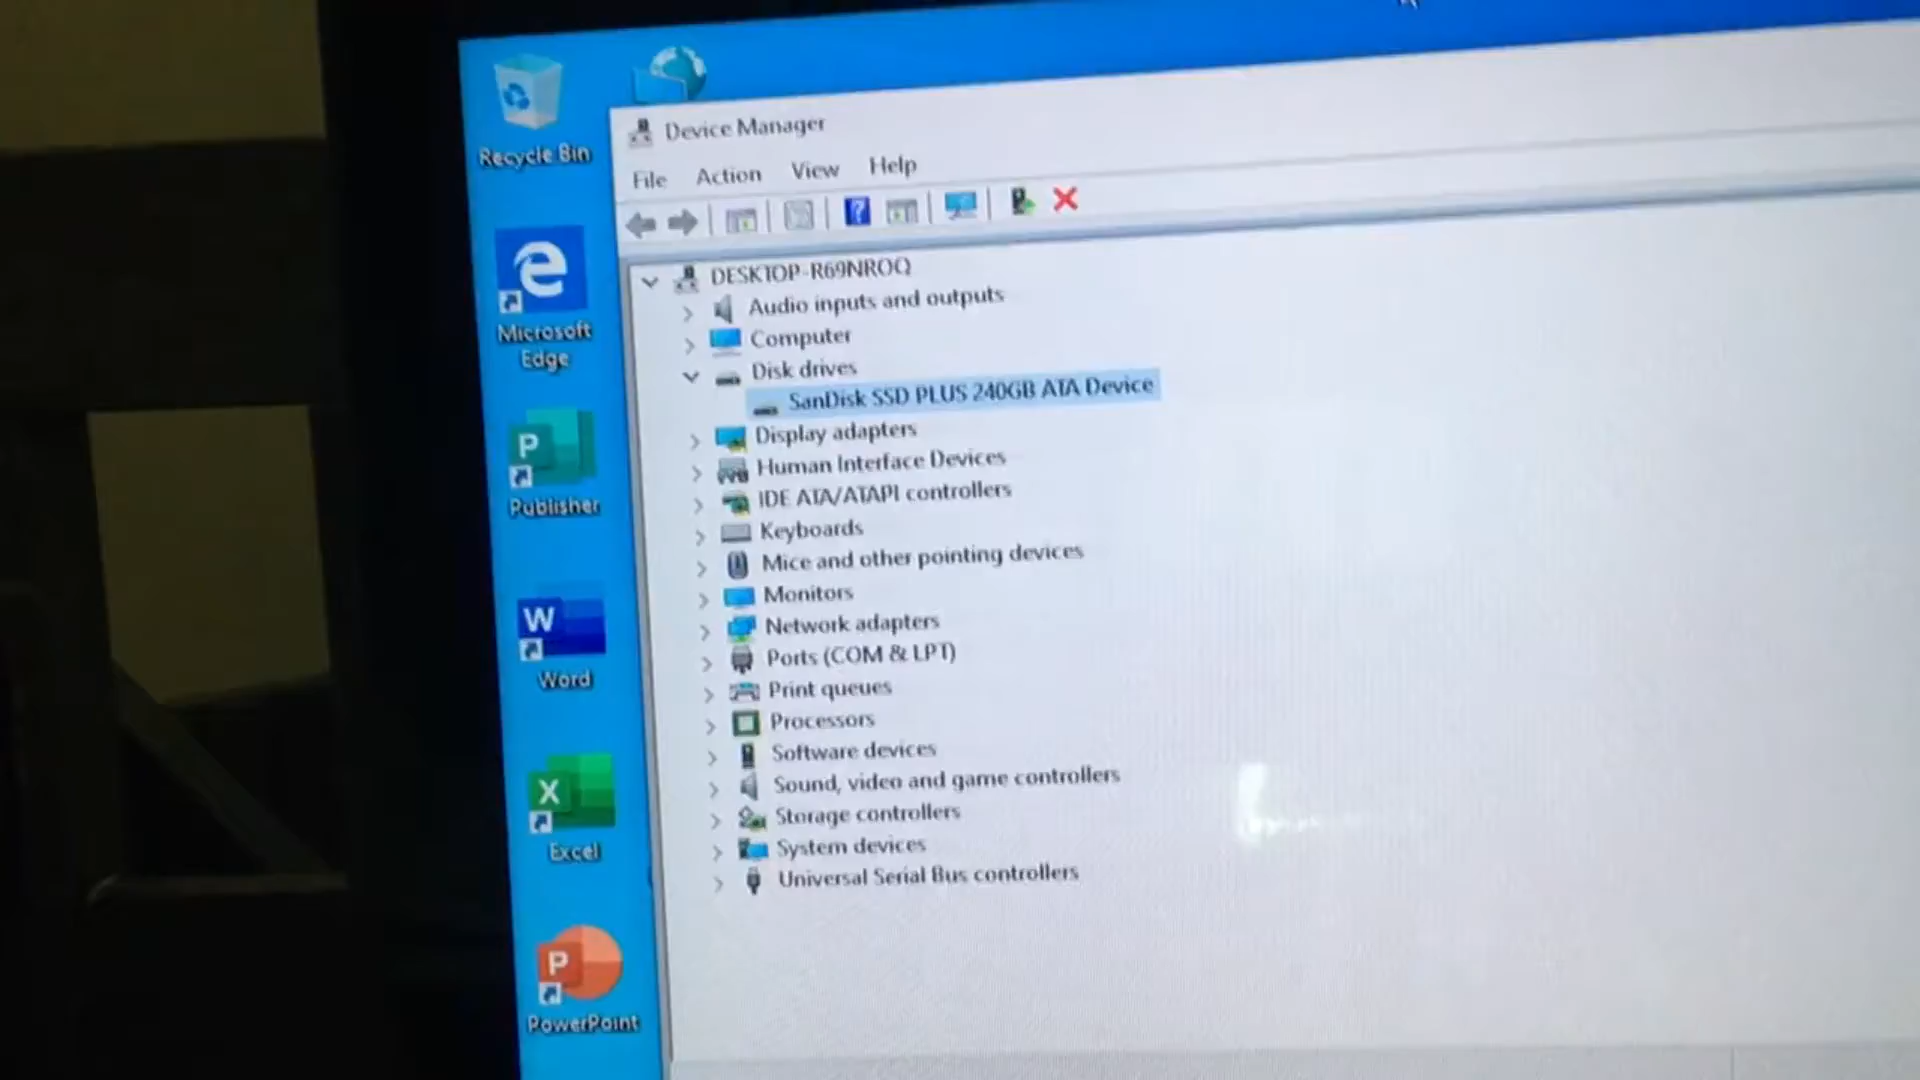 Recycle Bin
Microsoft
Edge
Publisher
Word
Excel
PowerPoint
Device Manager
File Action View Help
DESKTOP-R69NROQ
Audio inputs and outputs
Computer
Disk drives
SanDisk SSD PLUS 240GB ATA Device
Display adapters
Human Interface Devices
IDE ATA/ATAPI controllers
Keyboards
Mice and other pointing devices
Monitors
Network adapters
Ports (COM & LPT)
Print queues
Processors
Software devices
Sound, video and game controllers
Storage controllers
System devices
Universal Serial Bus controllers